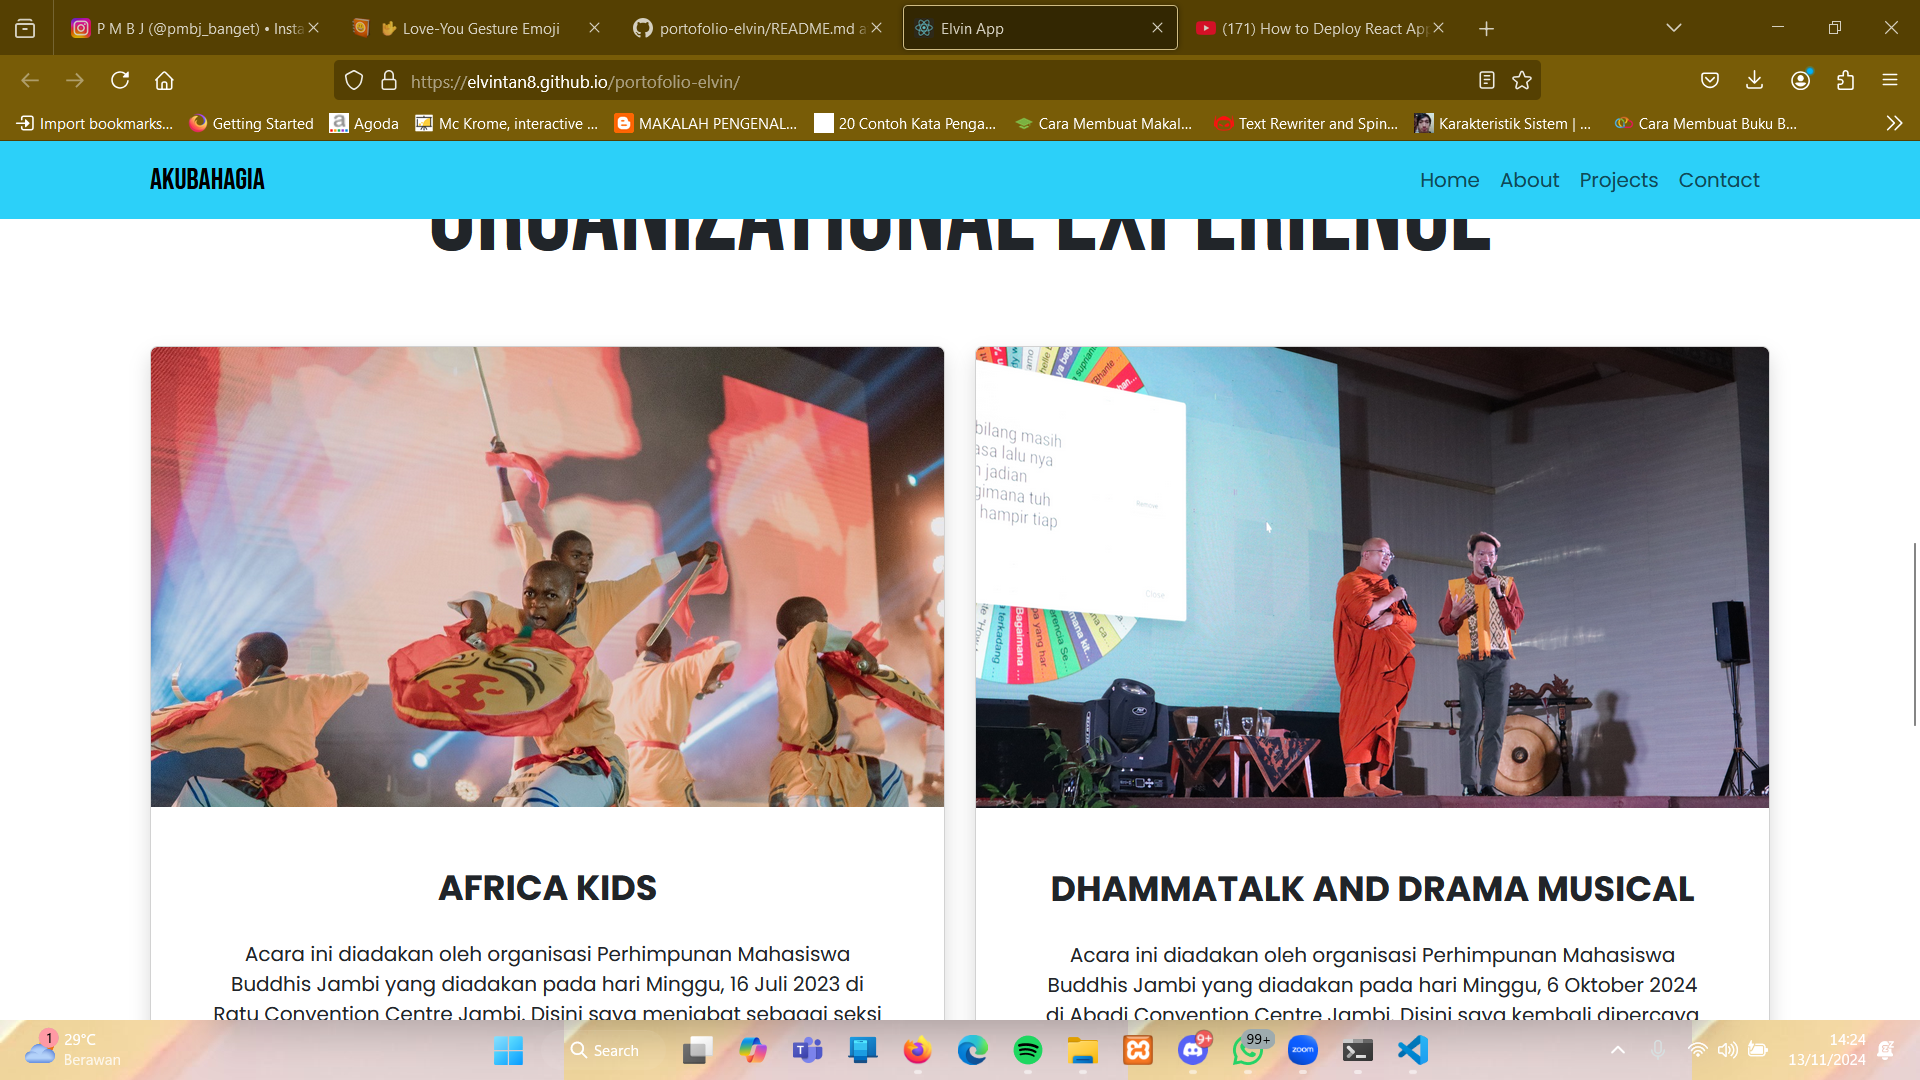 P M B J (@pmbj_banget) • Insta
Love-You Gesture Emoji
portofolio-elvin/README.md a
Elvin App
(171) How to Deploy React App
https://elvintan8.github.io/portofolio-elvin/
Import bookmarks...
Getting Started
Agoda
Mc Krome, interactive ...
MAKALAH PENGENAL...
20 Contoh Kata Penga...
Cara Membuat Makal...
Text Rewriter and Spin...
Karakteristik Sistem | ...
Cara Membuat Buku B...
AKUBAHAGIA
Home
About
Projects
Contact
ORGANIZATIONAL EXPERIENCE
bilang masih
asa lalu nya
jadian
gimana tuh
hampir tiap
Remove
Close
AFRICA KIDS
Acara ini diadakan oleh organisasi Perhimpunan Mahasiswa
Buddhis Jambi yang diadakan pada hari Minggu, 16 Juli 2023 di
Ratu Convention Centre Jambi. Disini saya menjabat sebagai seksi
DHAMMATALK AND DRAMA MUSICAL
Acara ini diadakan oleh organisasi Perhimpunan Mahasiswa
Buddhis Jambi yang diadakan pada hari Minggu, 6 Oktober 2024
di Abadi Convention Centre Jambi. Disini saya kembali dipercaya
1
29°C
Berawan
Search
9+
99+
zoom
14:24
13/11/2024